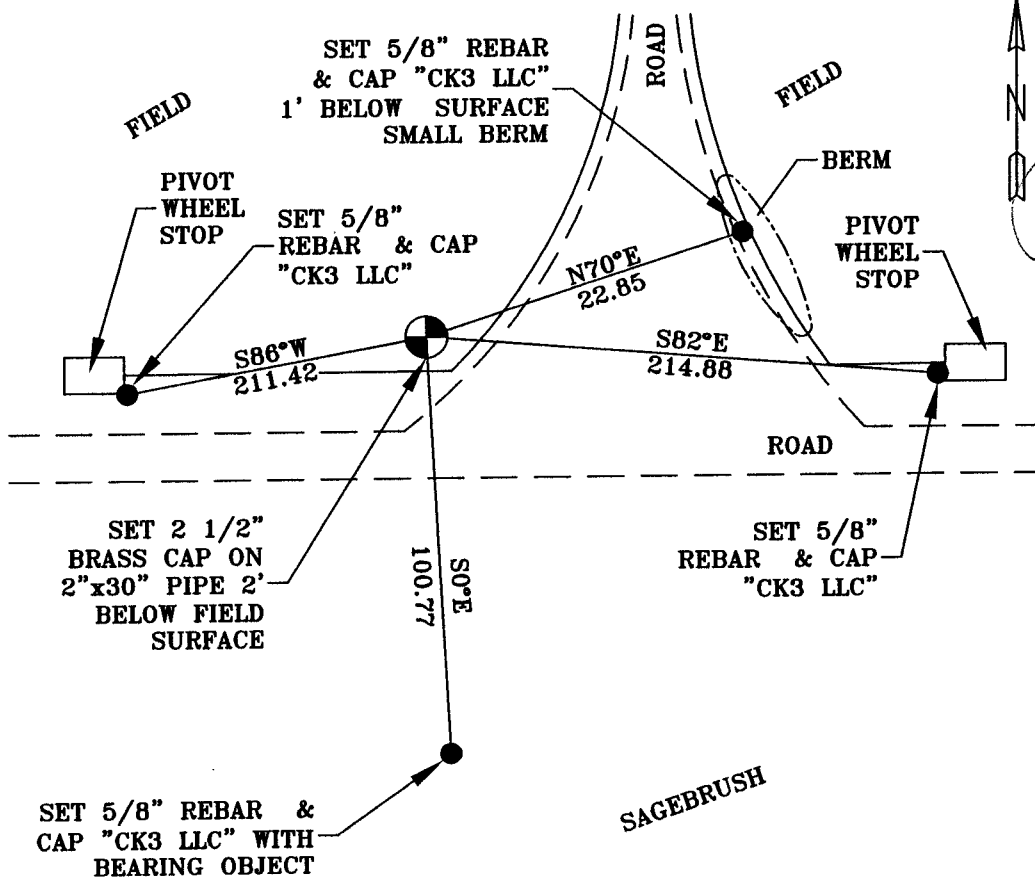 SET 5/8" REBAR
& CAP "CK3 LLC"
1' BELOW SURFACE
SMALL BERM
ROAD
FIELD
FIELD
N
BERM
PIVOT
WHEEL
STOP
SET 5/8"
REBAR & CAP
"CK3 LLC"
PIVOT
WHEEL
STOP
N70°E
22.85
S86°W
211.42
S82°E
214.88
ROAD
SET 2 1/2"
BRASS CAP ON
2"x30" PIPE 2'
BELOW FIELD
SURFACE
S0°E
100.77
SET 5/8"
REBAR & CAP
"CK3 LLC"
SET 5/8" REBAR &
CAP "CK3 LLC" WITH
BEARING OBJECT
SAGEBRUSH